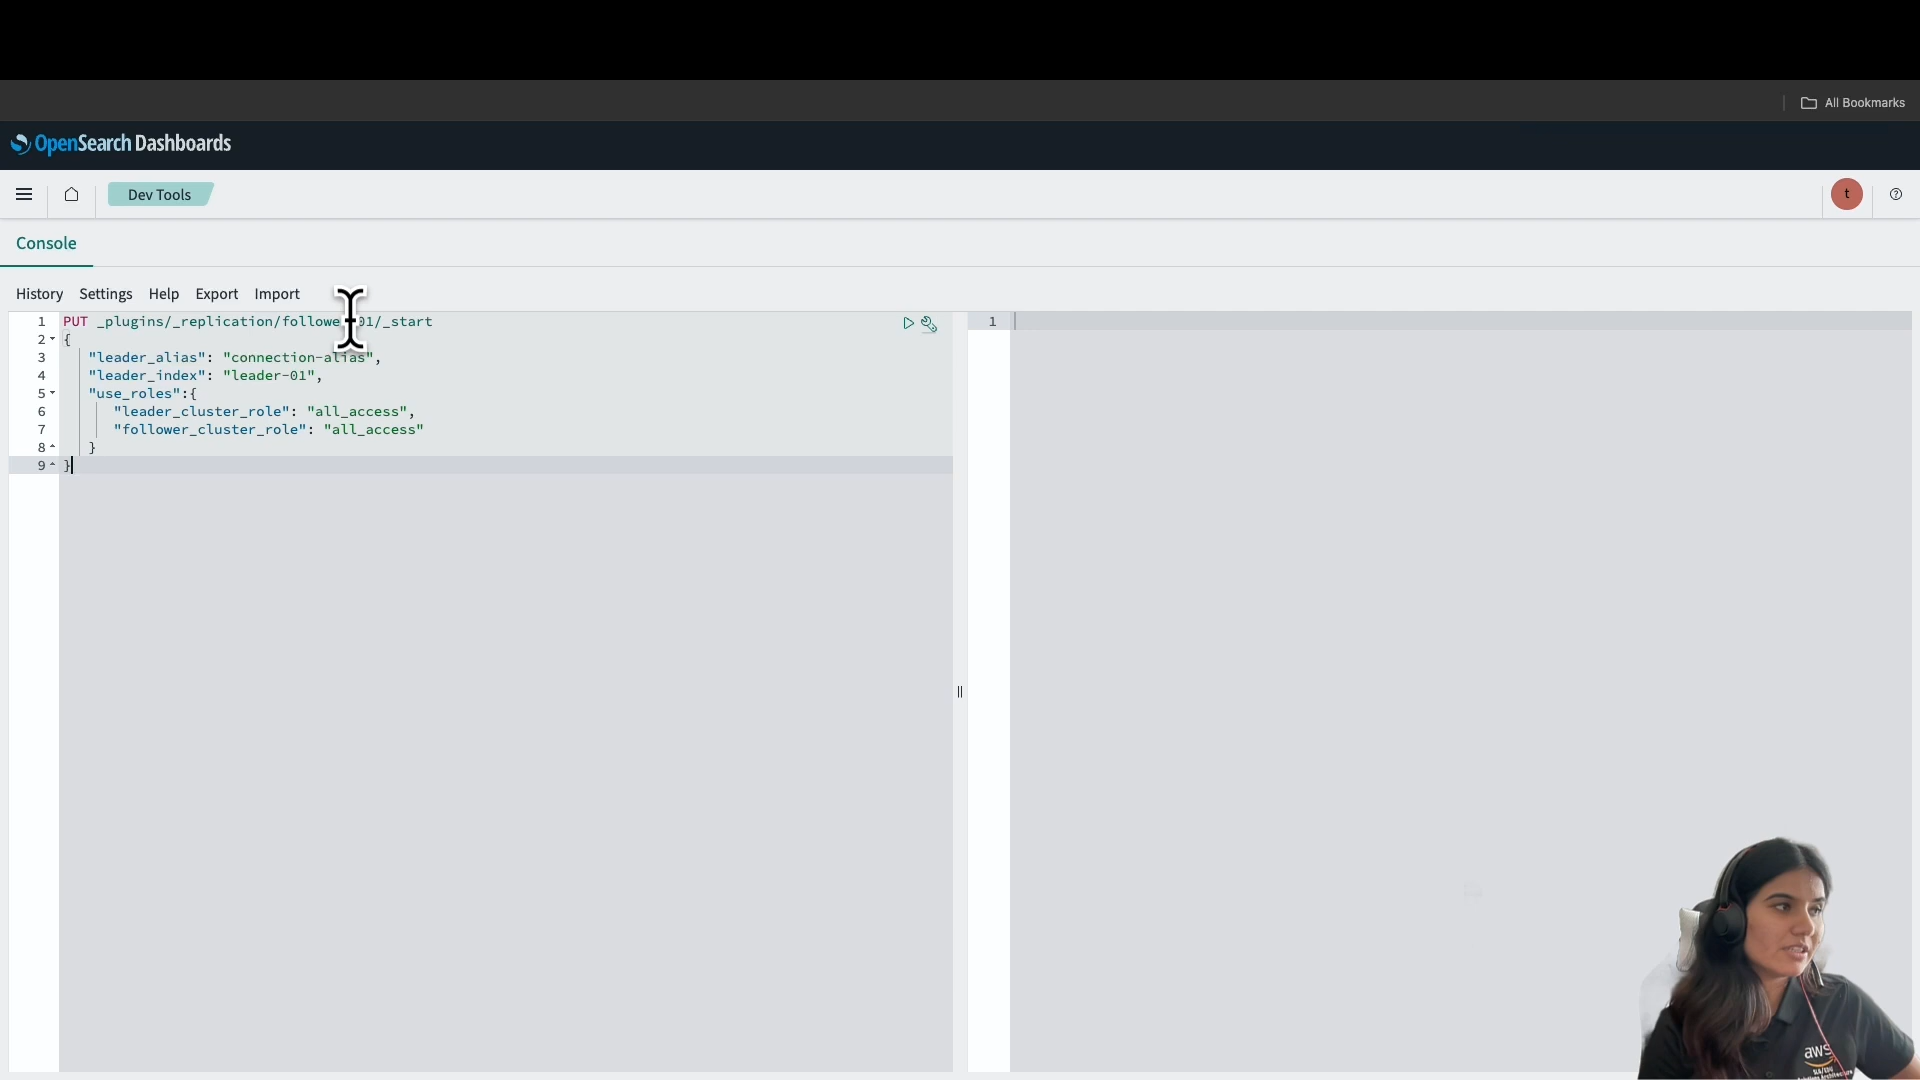 All Bookmarks
OpenSearch Dashboards
Dev Tools
t
Console
History Settings Help Export Import
1 PUT _plugins/_replication/followe 01/_start
2 {
3 "leader_alias": "connection-alias",
4 "leader_index": "leader-01",
5 "use_roles":{
6 "leader_cluster_role": "all_access",
7 "follower_cluster_role": "all_access"
8 }
9 }
1
aws